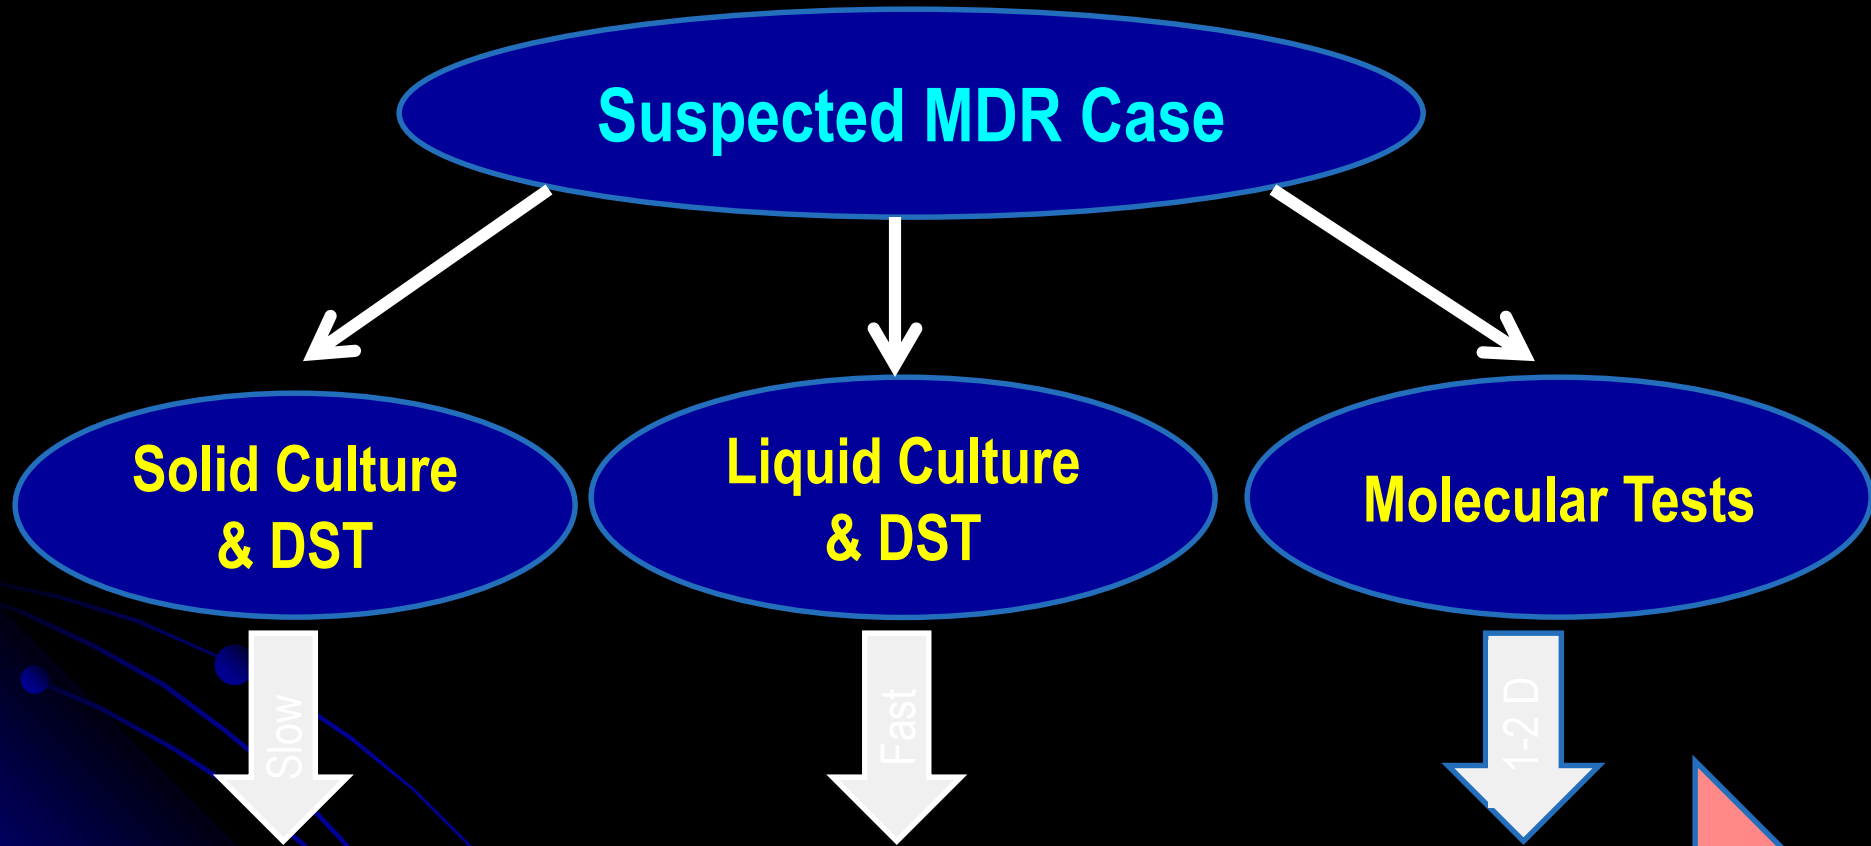 Suspected MDR Case
Solid Culture
& DST
Liquid Culture
& DST
Molecular Tests
Slow
Fast
1-2 D